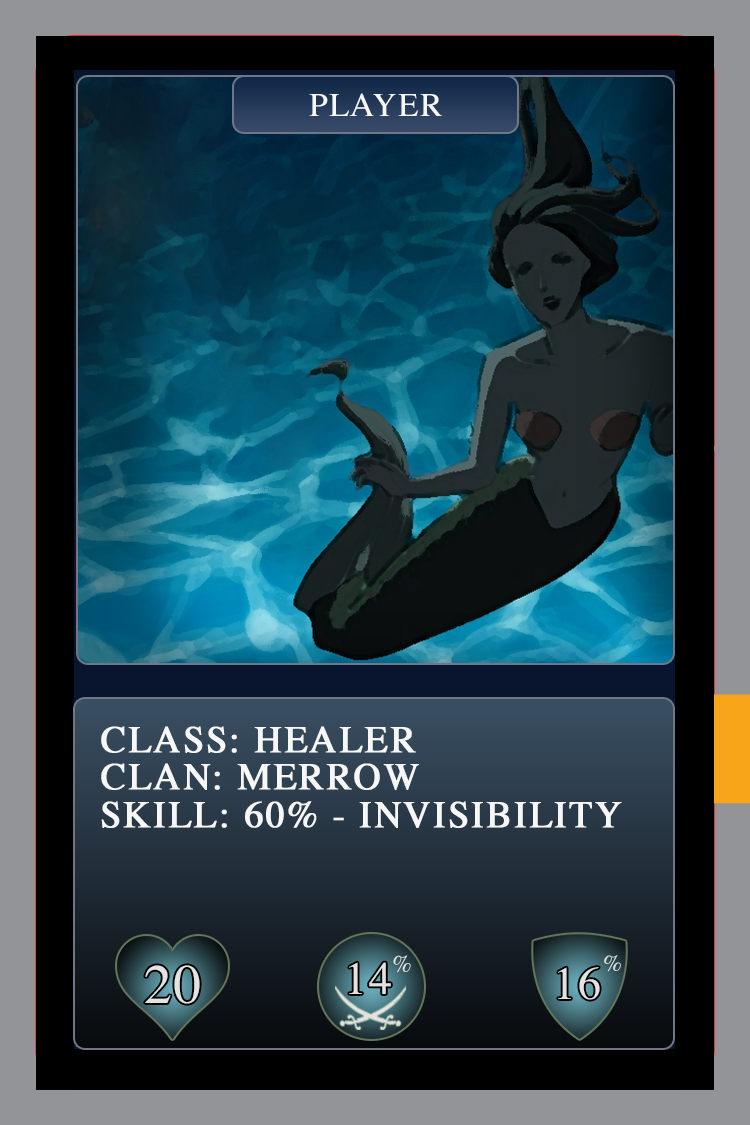 PLAYER
CLASS: HEALER
CLAN: MERROW
SKILL: 60% - INVISIBILITY
20
14%
16%